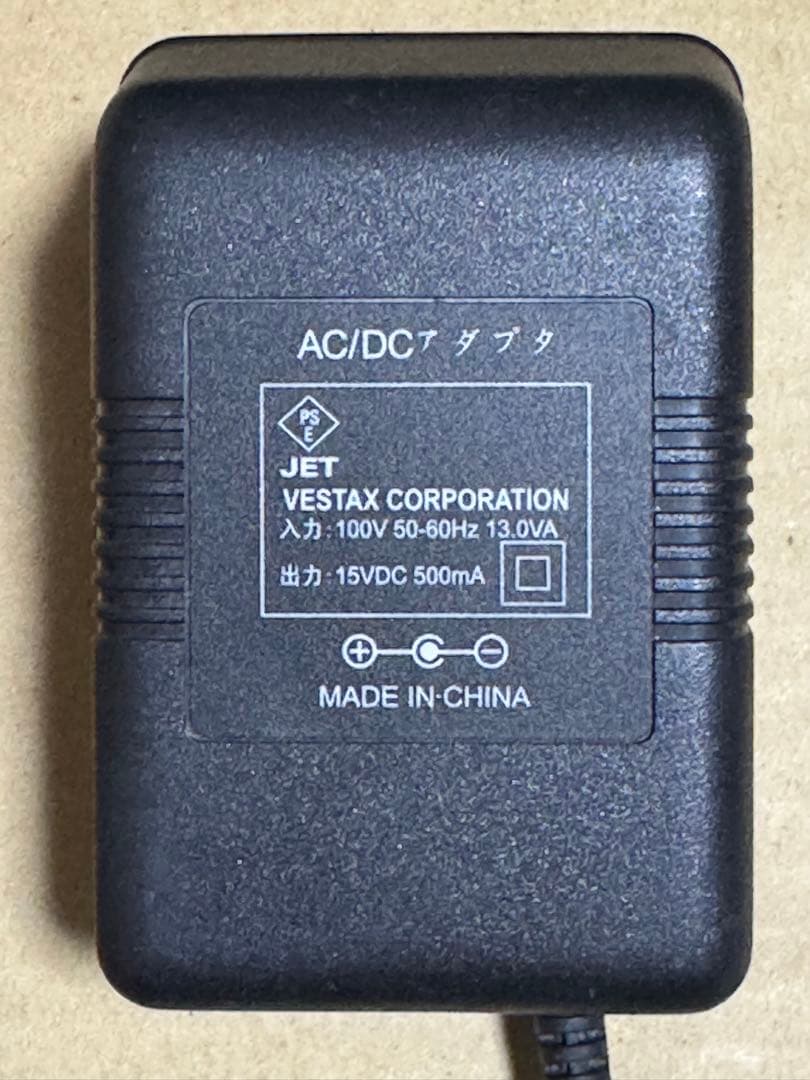 AC/DCアダプタ
PS
E
JET
VESTAX CORPORATION
入力:100V 50-60Hz 13.0VA
出力:15VDC 500mA
MADE IN CHINA